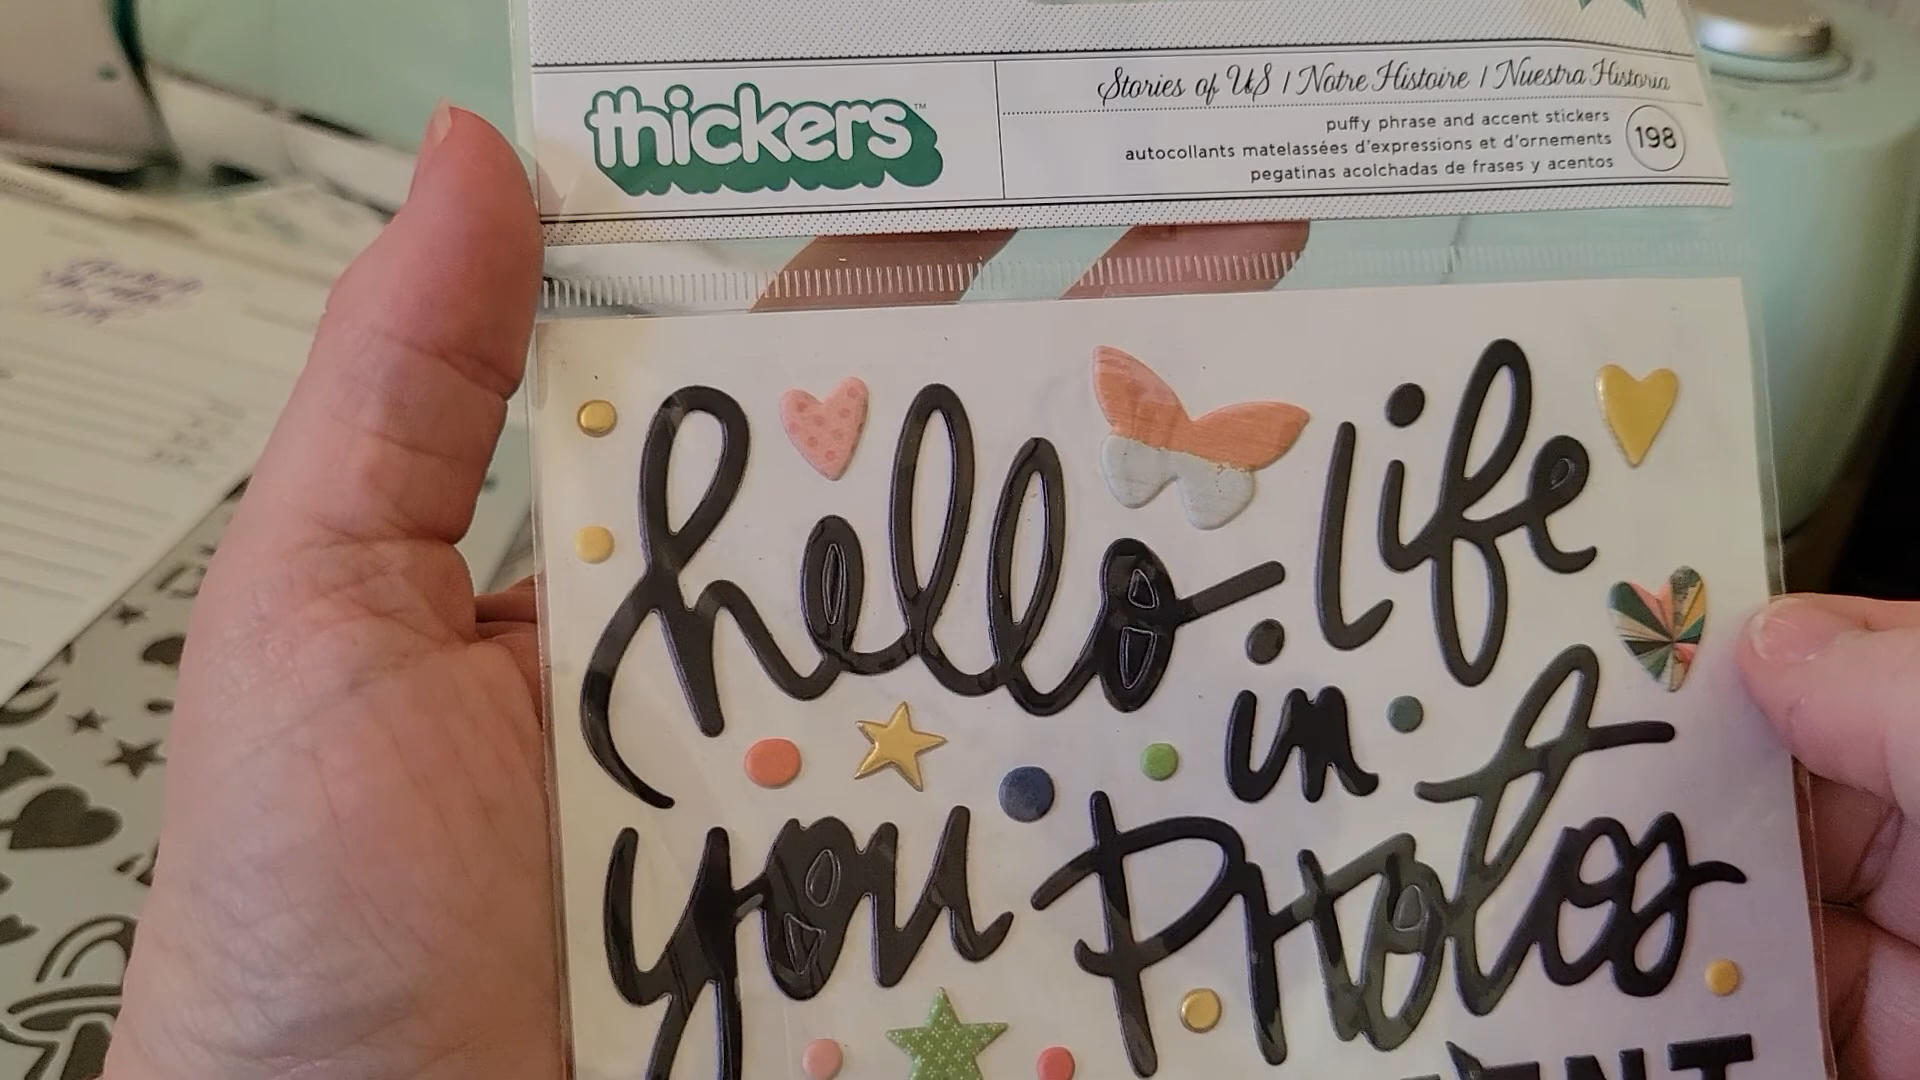 thickers™
Stories of US / Notre Histoire / Nuestra Historia
puffy phrase and accent stickers
autocollants matelassées d'expressions et d'ornements
pegatinas acolchadas de frases y acentos
198
hello
life
in
you
Photos